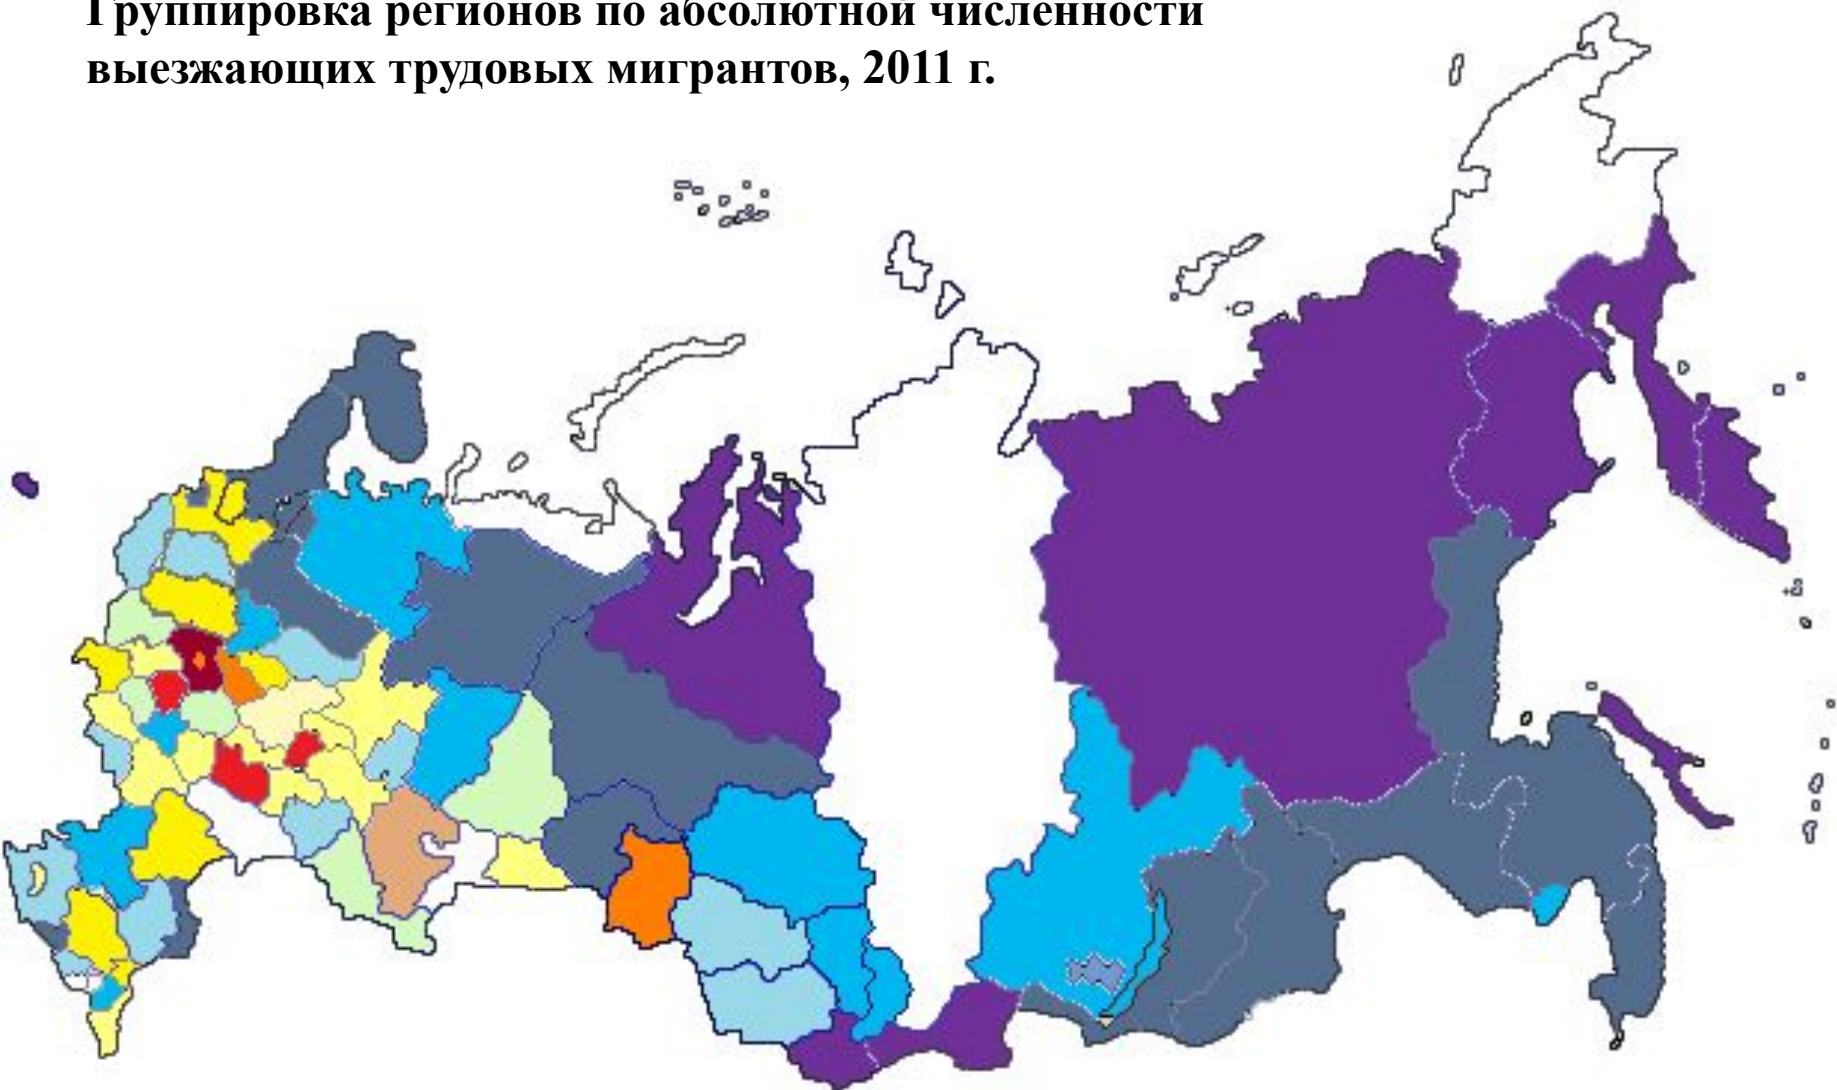 Группировка регионов по абсолютной численности
выезжающих трудовых мигрантов, 2011 г.